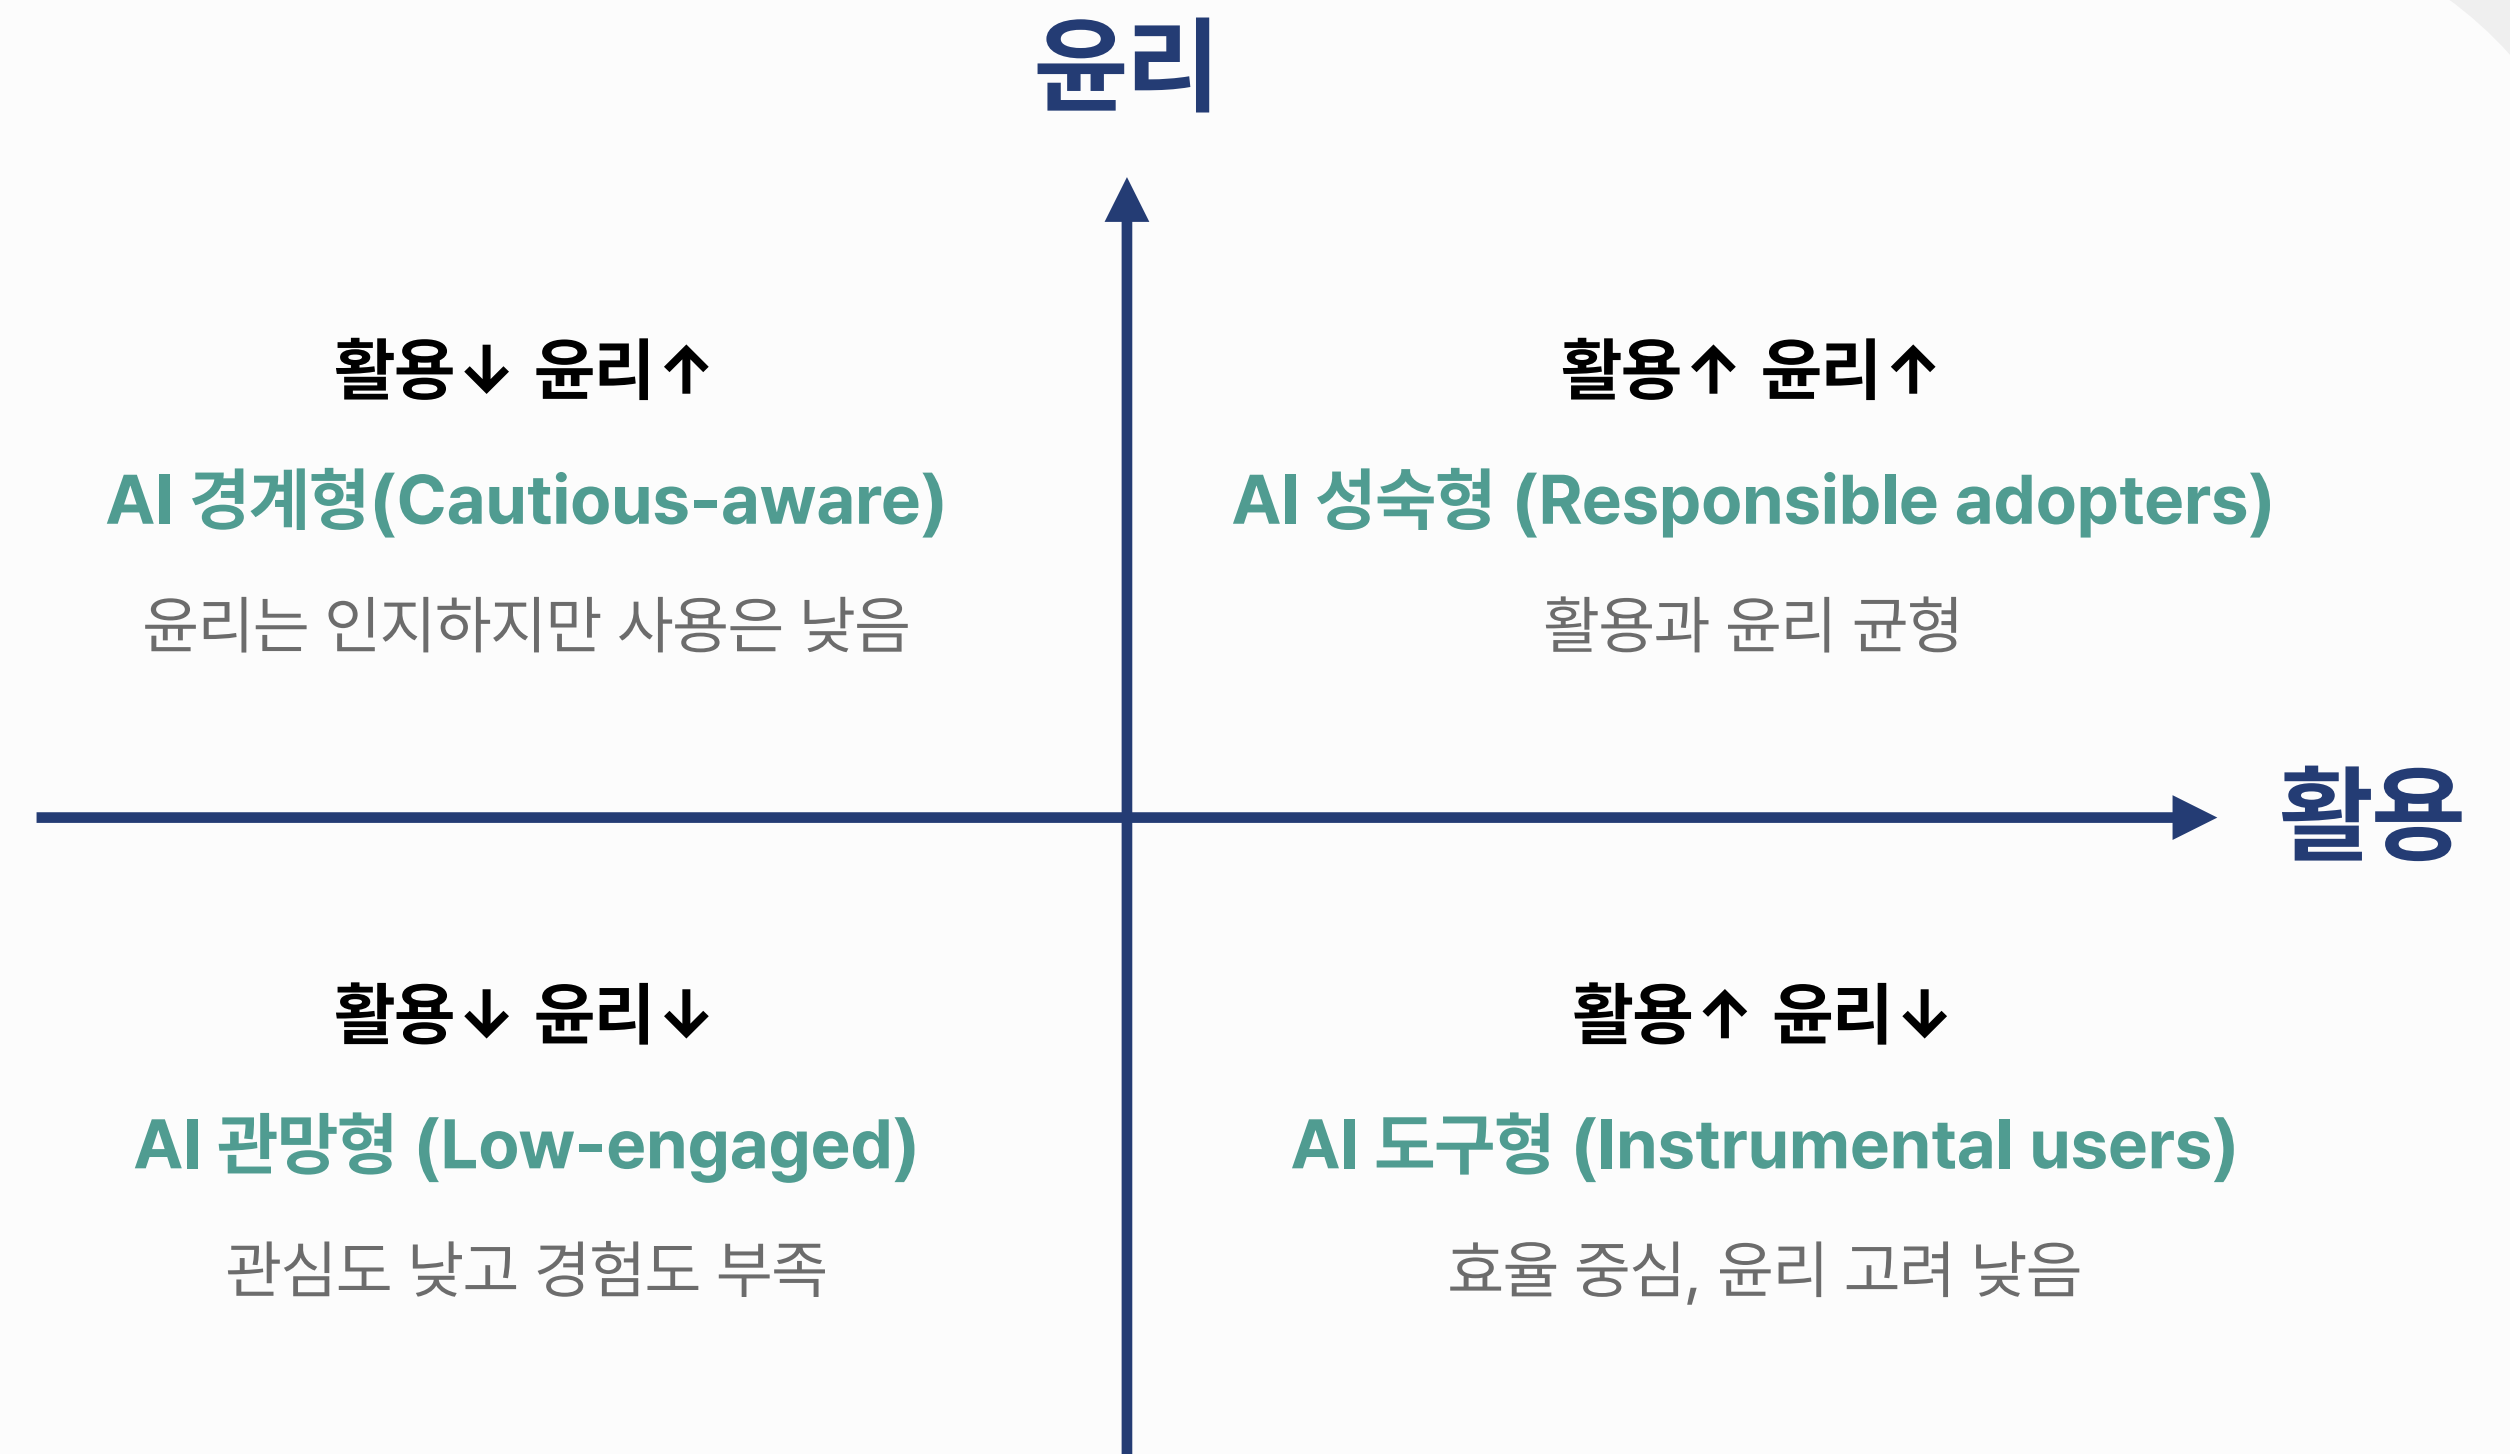 윤리
활용↓ 윤리↑
AI 경계형(Cautious-aware)
윤리는 인지하지만 사용은 낮음
활용↑ 윤리↑
AI 성숙형 (Responsible adopters)
활용과 윤리 균형
활용
활용↓ 윤리↓
AI 관망형 (Low-engaged)
관심도 낮고 경험도 부족
활용↑ 윤리↓
AI 도구형 (Instrumental users)
효율 중심, 윤리 고려 낮음